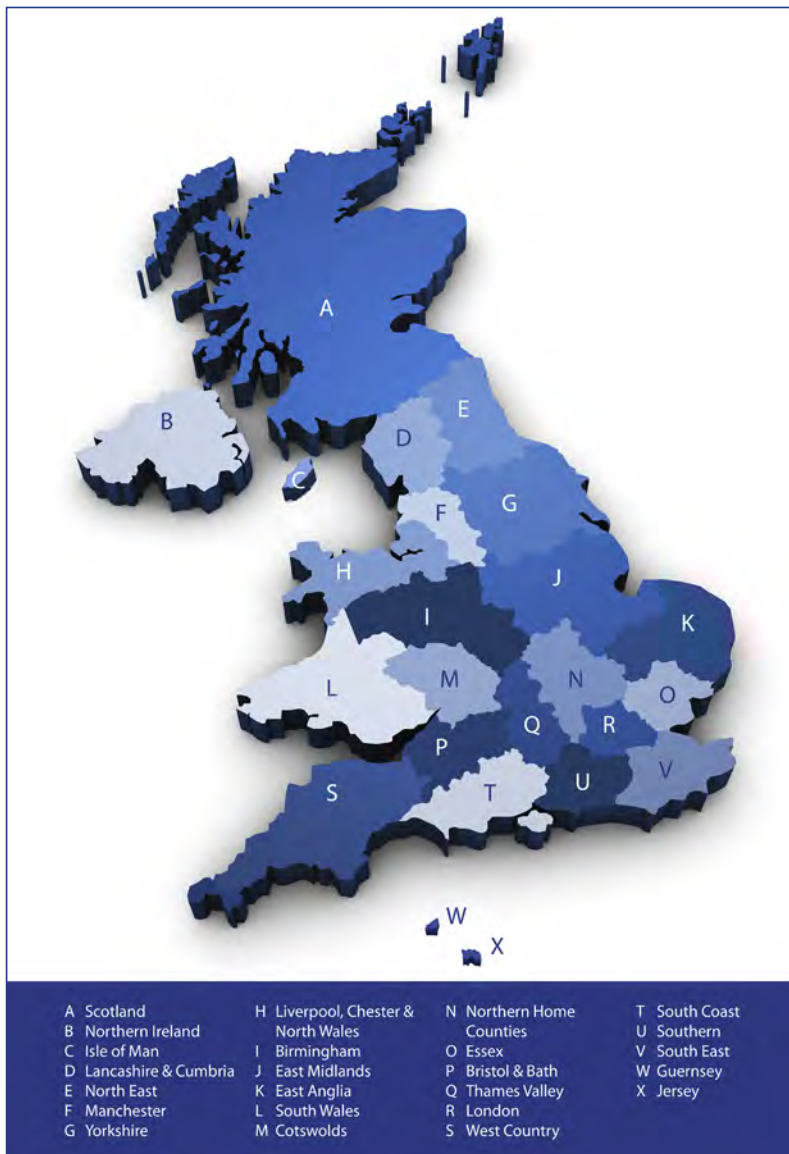 A
B
E
D
C
F
G
H
J
I
K
L
M
N
O
Q
R
P
V
U
S
T
W
X
A Scotland
B Northern Ireland
C Isle of Man
D Lancashire & Cumbria
E North East
F Manchester
G Yorkshire
H Liverpool, Chester &
North Wales
I Birmingham
J East Midlands
K East Anglia
L South Wales
M Cotswolds
N Northern Home
Counties
O Essex
P Bristol & Bath
Q Thames Valley
R London
S West Country
T South Coast
U Southern
V South East
W Guernsey
X Jersey